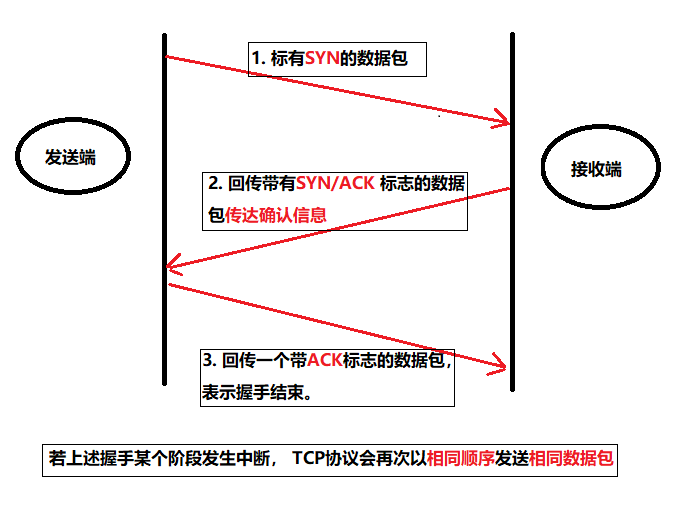 1. 标有SYN的数据包
发送端
接收端
2. 回传带有SYN/ACK 标志的数据
包传达确认信息
3. 回传一个带ACK标志的数据包，
表示握手结束。
若上述握手某个阶段发生中断， TCP协议会再次以相同顺序发送相同数据包